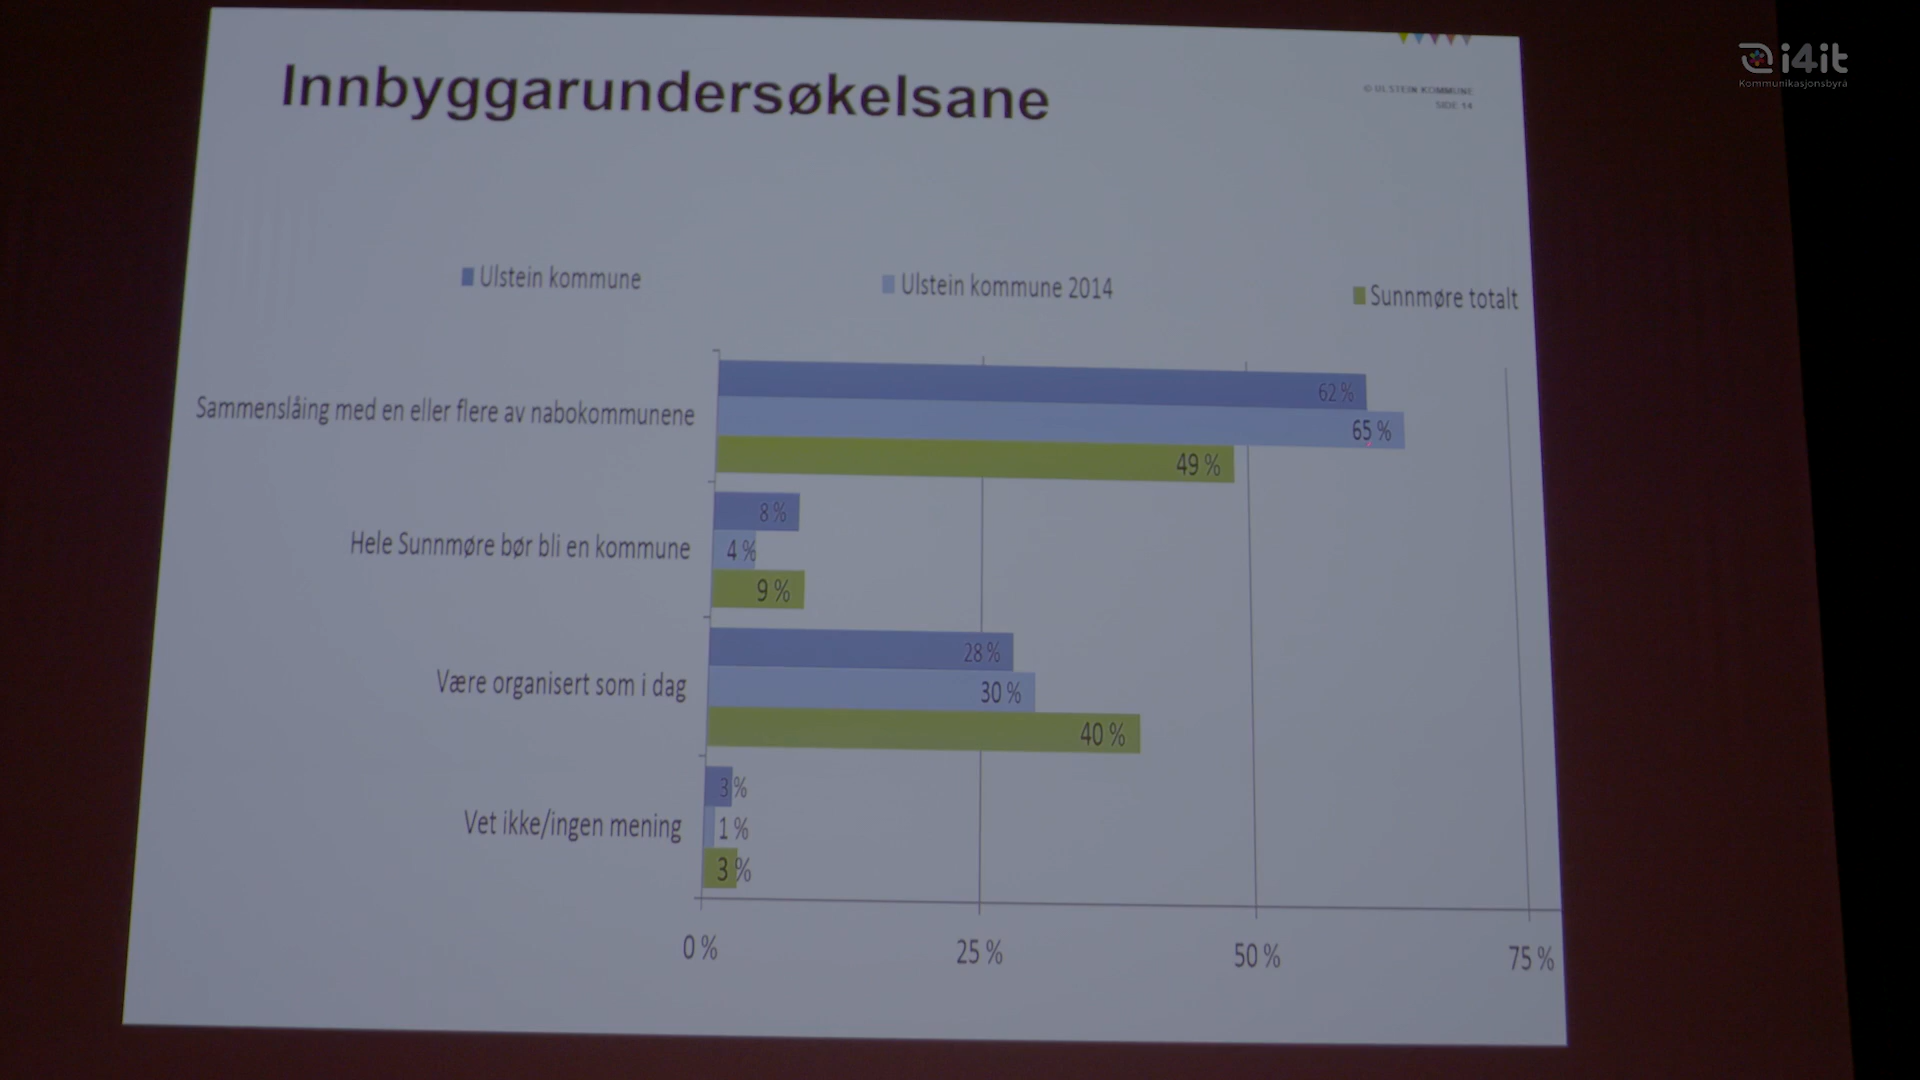 i4it
Kommunikasjonsbyrå
Innbyggarundersøkelsane
© ULSTEIN KOMMUNE
SIDE 14
Ulstein kommune
Ulstein kommune 2014
Sunnmøre totalt
Sammenslåing med en eller flere av nabokommunene
62 %
65 %
49 %
Hele Sunnmøre bør bli en kommune
8 %
4 %
9 %
Være organisert som i dag
28 %
30 %
40 %
Vet ikke/ingen mening
3 %
1 %
3 %
0 %
25 %
50 %
75 %